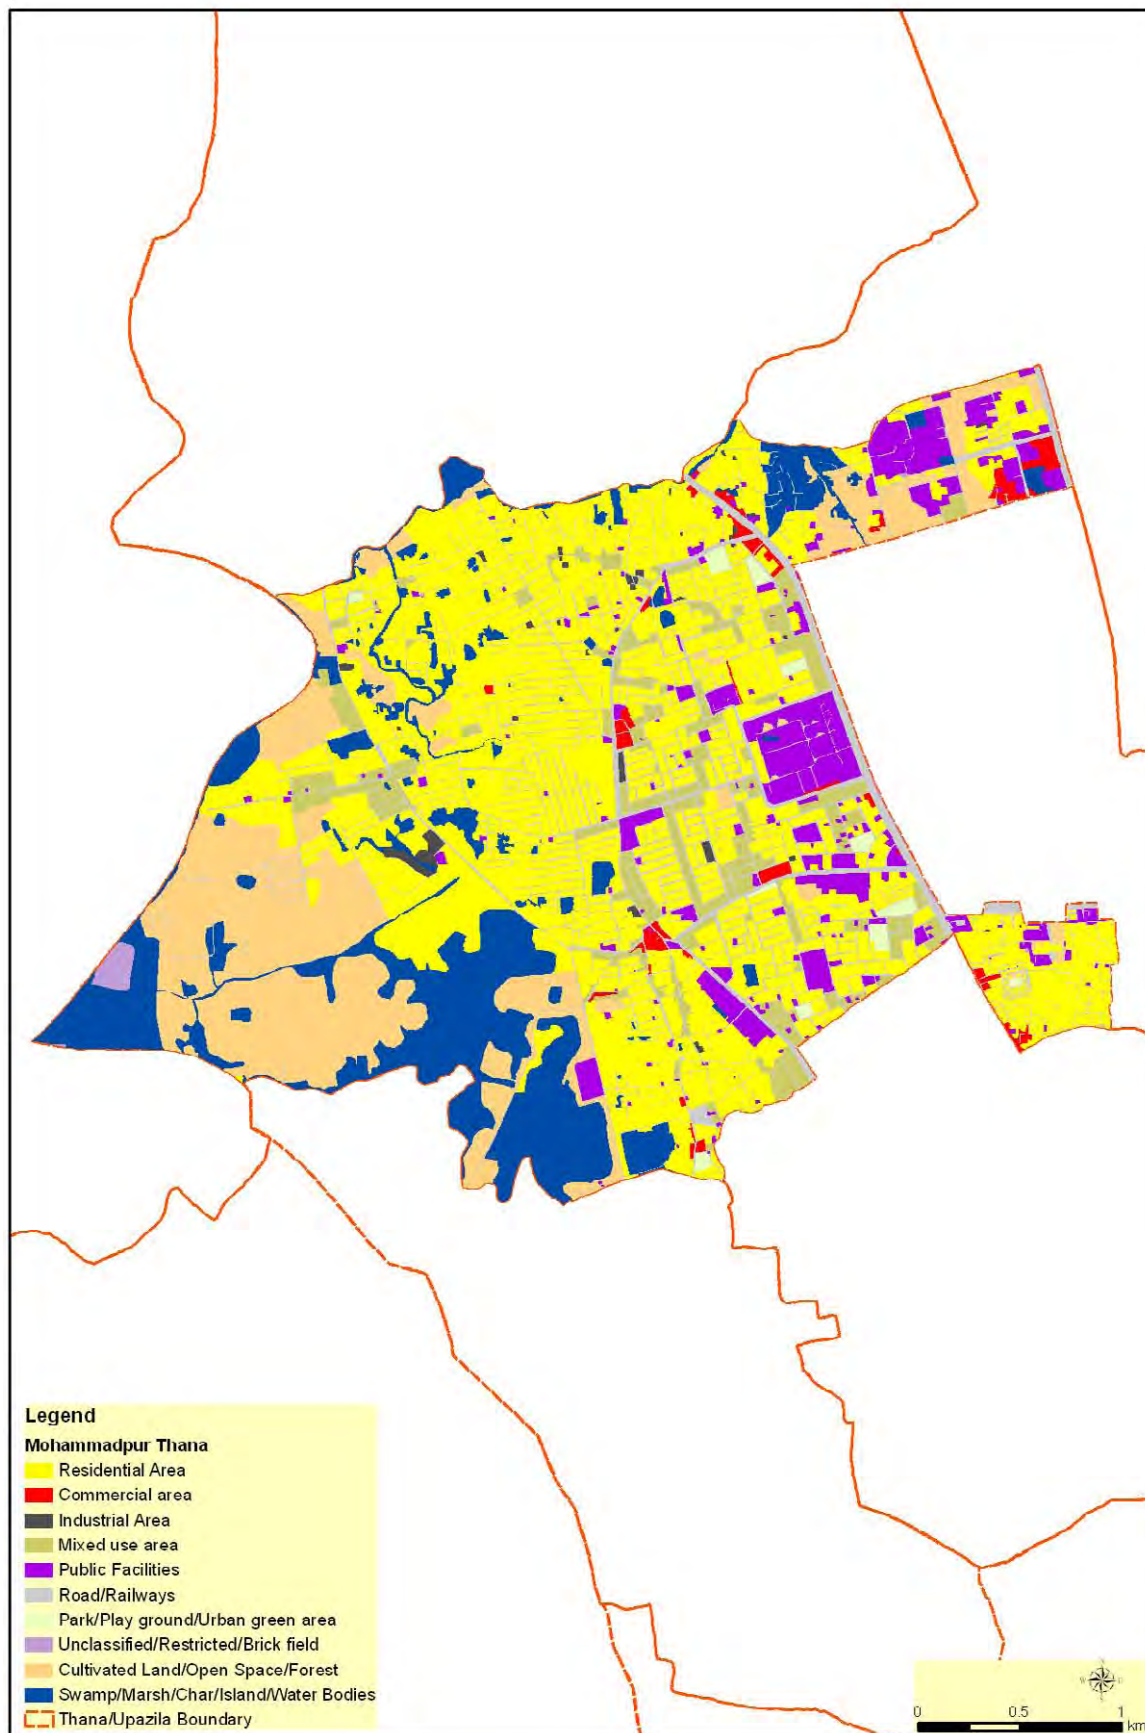 Legend
Mohammadpur Thana
Residential Area
Commercial area
Industrial Area
Mixed use area
Public Facilities
Road/Railways
Park/Play ground/Urban green area
Unclassified/Restricted/Brick field
Cultivated Land/Open Space/Forest
Swamp/Marsh/Char/Island/Water Bodies
Thana/Upazila Boundary
0 0.5 1
km